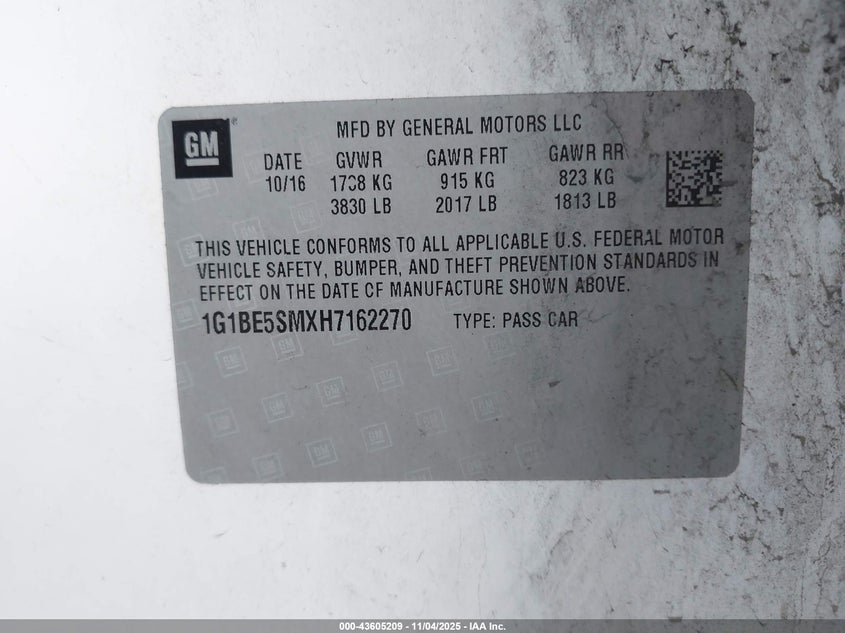 GM
MFD BY GENERAL MOTORS LLC
DATE GVWR GAWR FRT GAWR RR
10/16 1738 KG 915 KG 823 KG
3830 LB 2017 LB 1813 LB
THIS VEHICLE CONFORMS TO ALL APPLICABLE U.S. FEDERAL MOTOR
VEHICLE SAFETY, BUMPER, AND THEFT PREVENTION STANDARDS IN
EFFECT ON THE DATE OF MANUFACTURE SHOWN ABOVE.
1G1BE5SMXH7162270 TYPE: PASS CAR
000-43605209 - 11/04/2025 - IAA Inc.